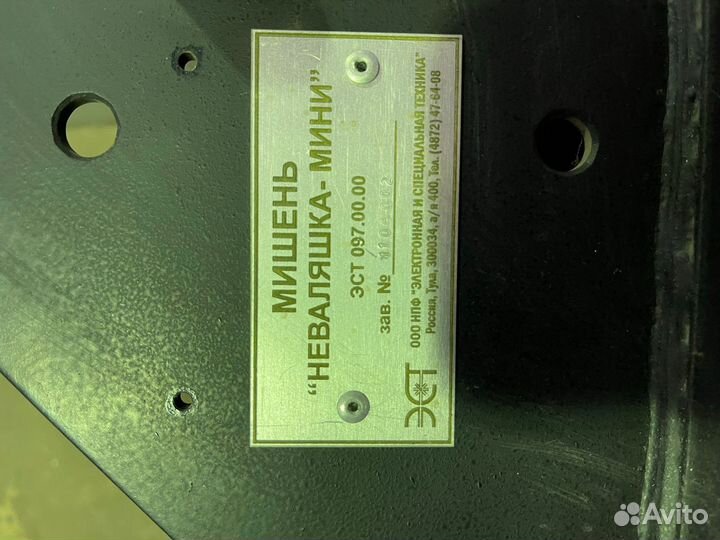 МИШЕНЬ
“НЕВАЛЯШКА- МИНИ”
ЭСТ 097.00.00
зав. №
ЭСТ
ООО НПФ "ЭЛЕКТРОННАЯ И СПЕЦИАЛЬНАЯ ТЕХНИКА"
Россия, Тула, 300034, а/я 400, Тел. (4872) 47-64-08
Avito